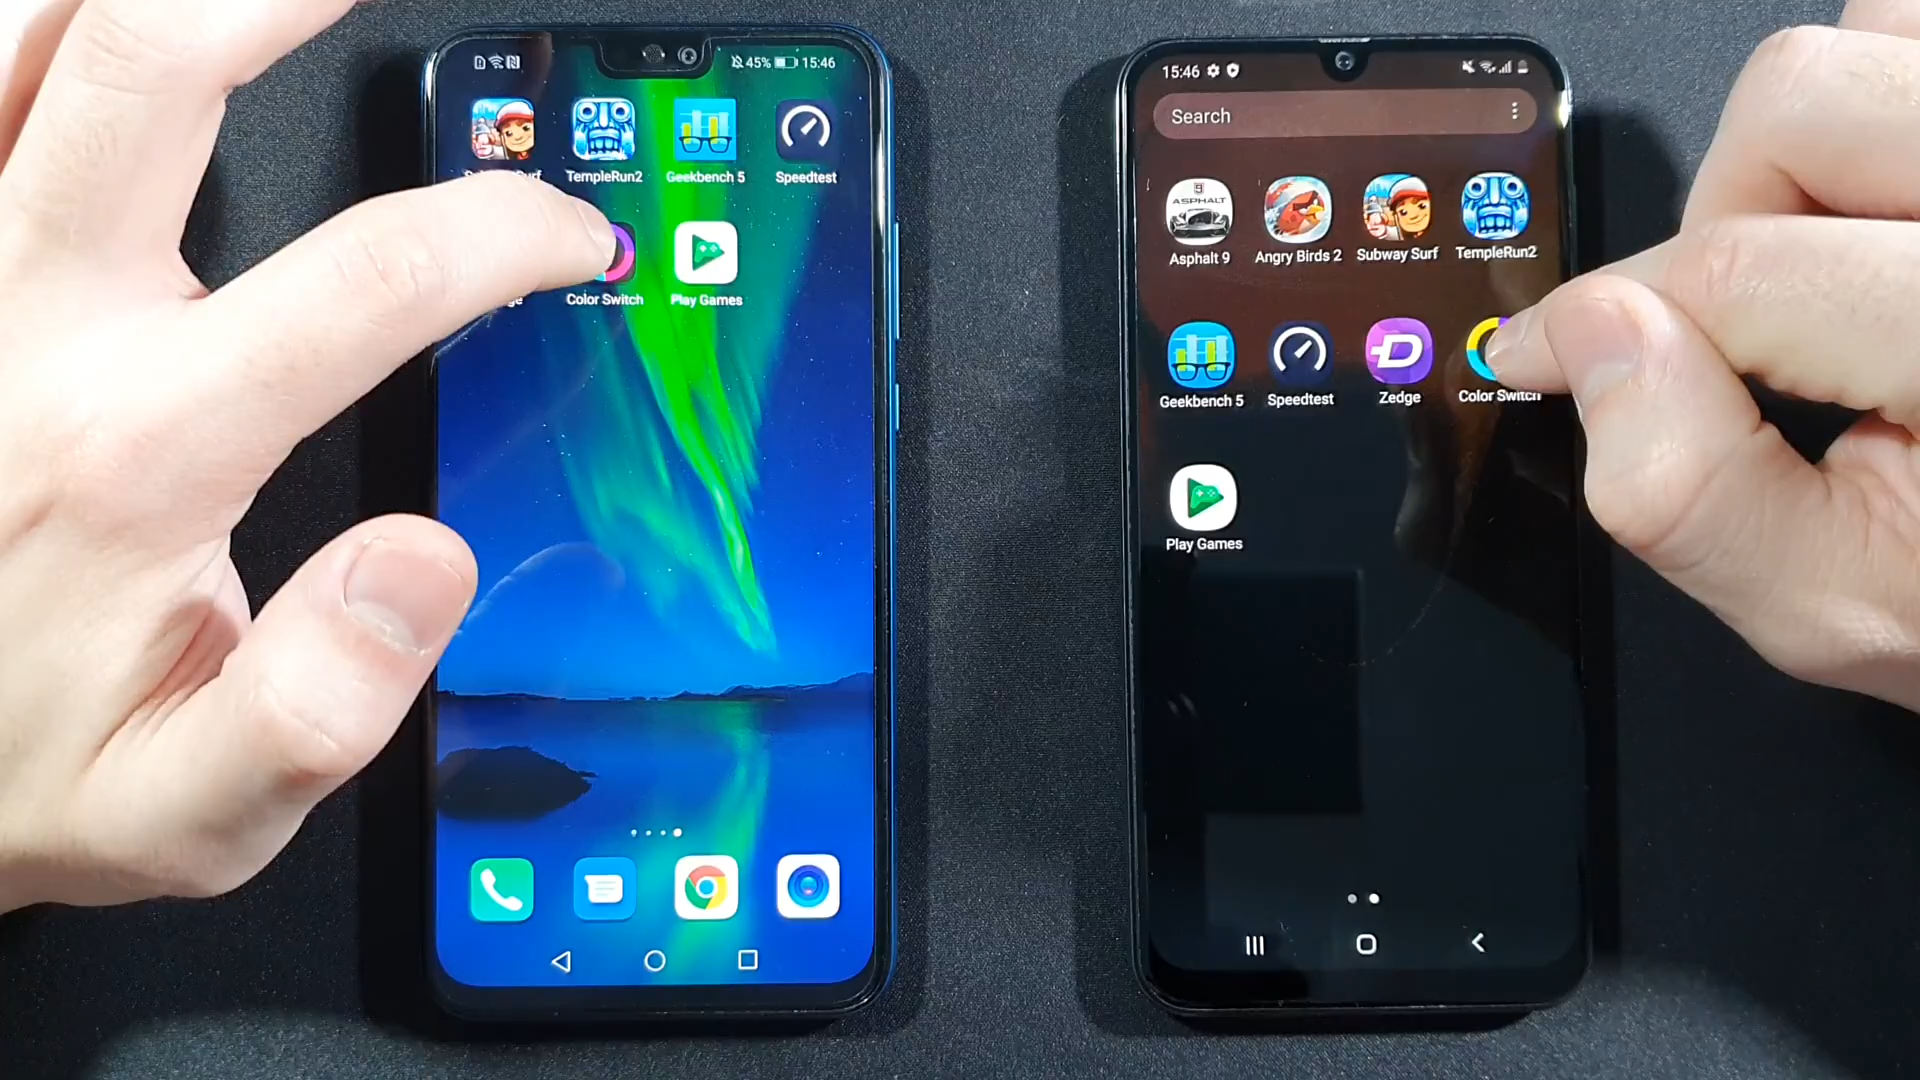 45% 15:46
TempleRun2 Geekbench 5 Speedtest
Color Switch Play Games
15:46
Search
ASPHALT
Asphalt 9 Angry Birds 2 Subway Surf TempleRun2
Geekbench 5 Speedtest Zedge Color Switch
Play Games